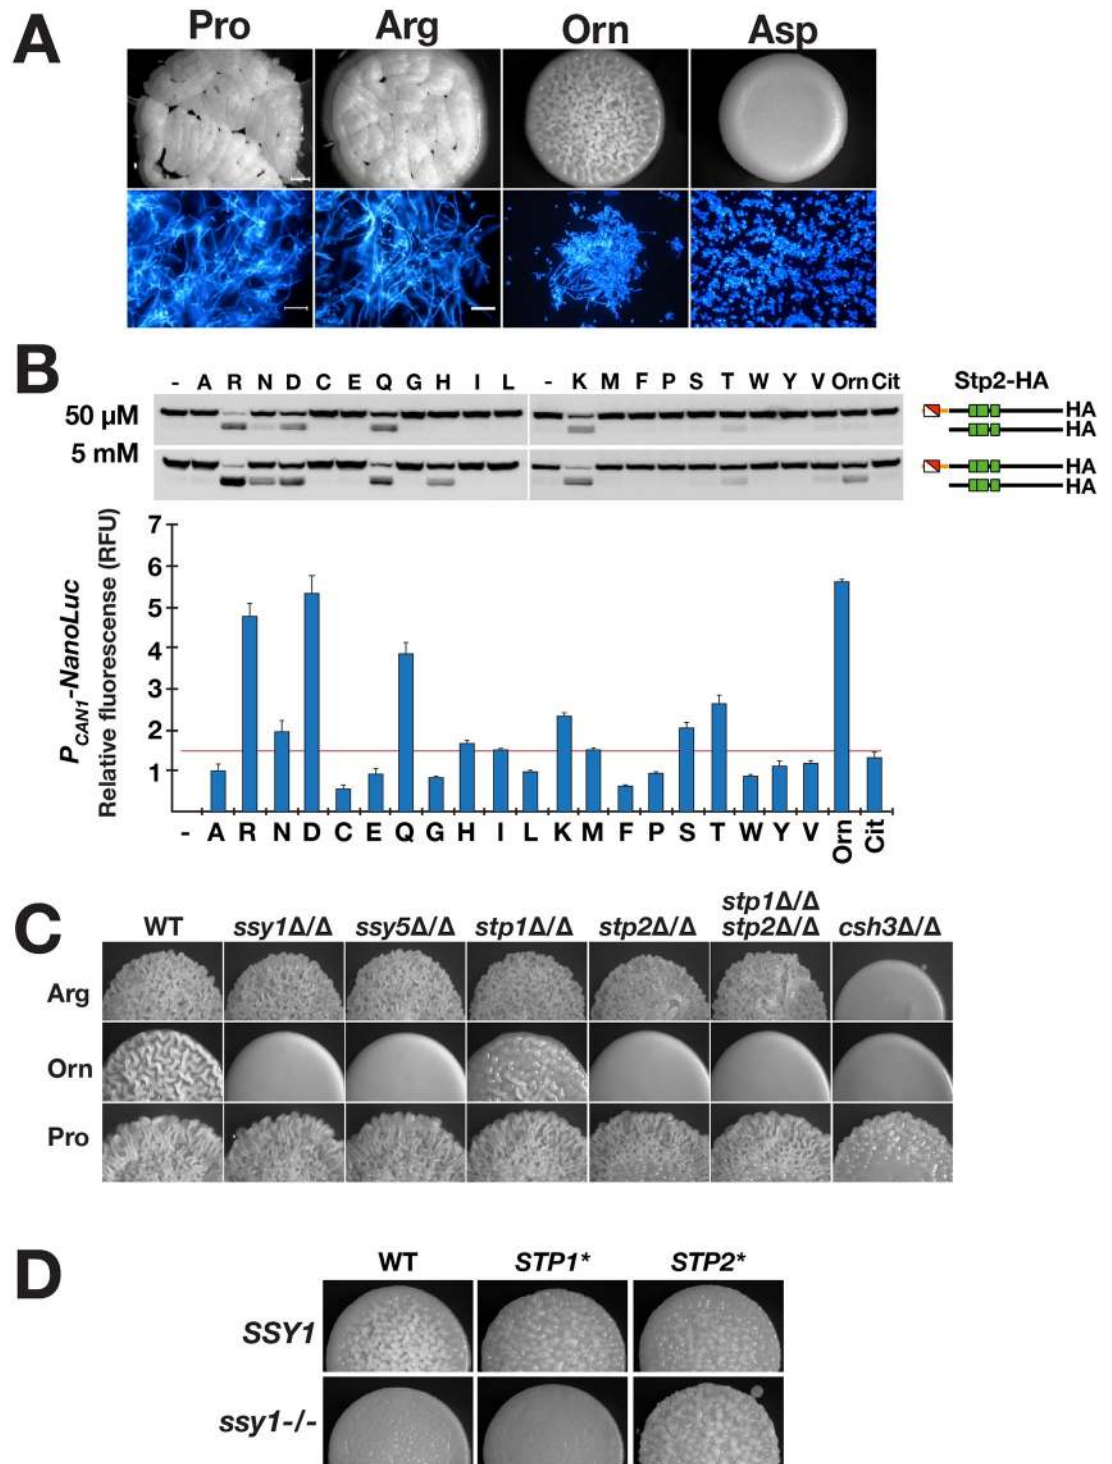 A
Pro Arg Orn Asp
B
- A R N D C E Q G H I L - K M F P S T W Y V Orn Cit Stp2-HA
50 µM
HA
HA
5 mM
HA
HA
P_CAN1-NanoLuc
Relative fluorescense (RFU)
7
6
5
4
3
2
1
- A R N D C E Q G H I L K M F P S T W Y V Orn Cit
C
WT ssy1Δ/Δ ssy5Δ/Δ stp1Δ/Δ stp2Δ/Δ stp1Δ/Δ stp2Δ/Δ csh3Δ/Δ
Arg
Orn
Pro
D
WT STP1* STP2*
SSY1
ssy1-/-